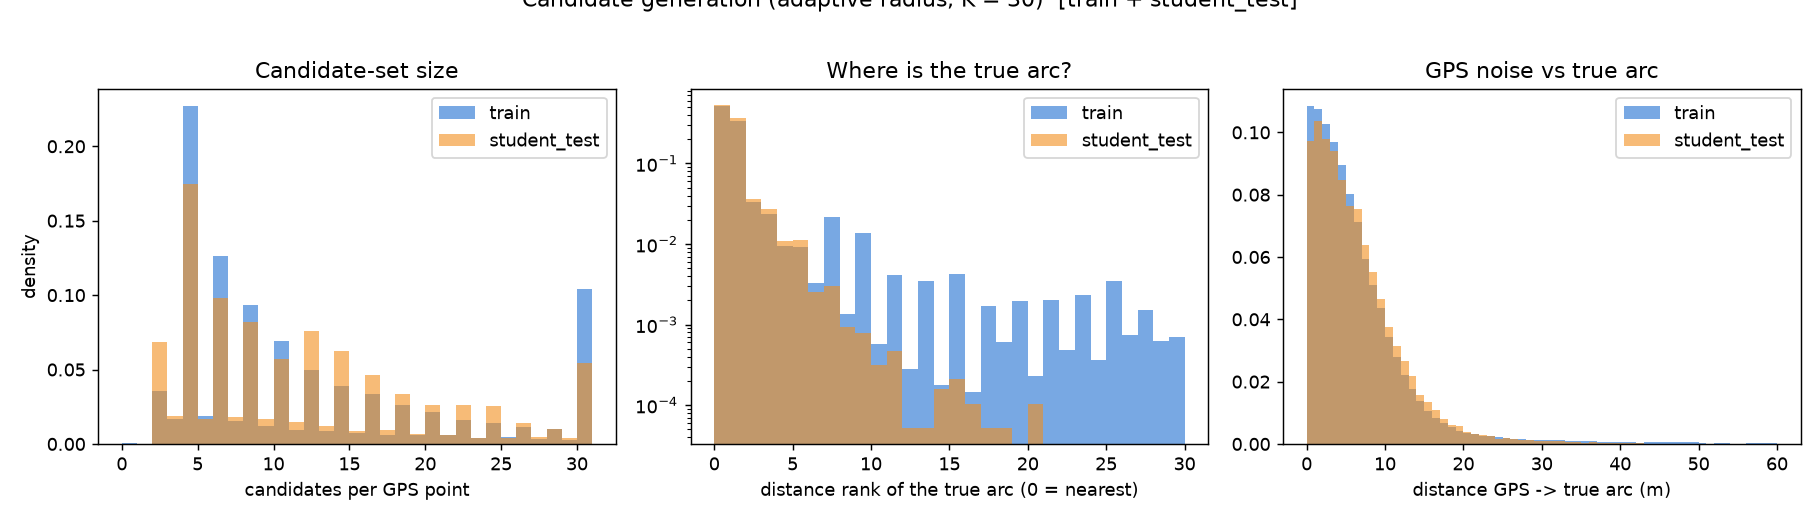 Candidate generation (adaptive radius, K = 30) [train + student_test]
Candidate-set size
train
student_test
density
0.20
0.15
0.10
0.05
0.00
0 5 10 15 20 25 30
candidates per GPS point
Where is the true arc?
train
student_test
10⁻¹
10⁻²
10⁻³
10⁻⁴
0 5 10 15 20 25 30
distance rank of the true arc (0 = nearest)
GPS noise vs true arc
train
student_test
0.10
0.08
0.06
0.04
0.02
0.00
0 10 20 30 40 50 60
distance GPS -> true arc (m)